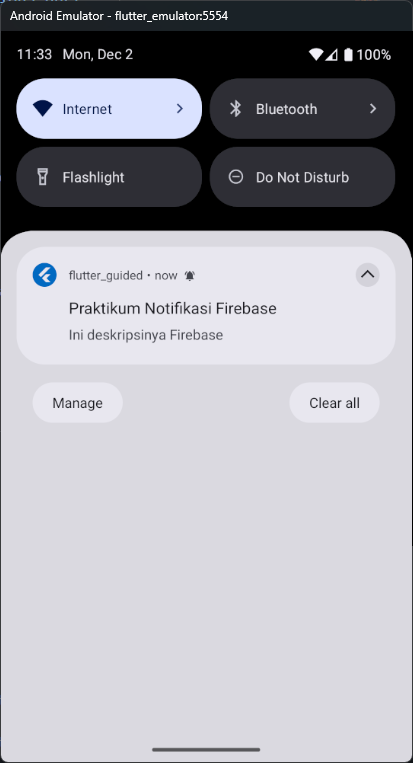 Android Emulator - flutter_emulator:5554
11:33 Mon, Dec 2 100%
Internet Bluetooth
Flashlight Do Not Disturb
flutter_guided • now
Praktikum Notifikasi Firebase
Ini deskripsinya Firebase
Manage Clear all